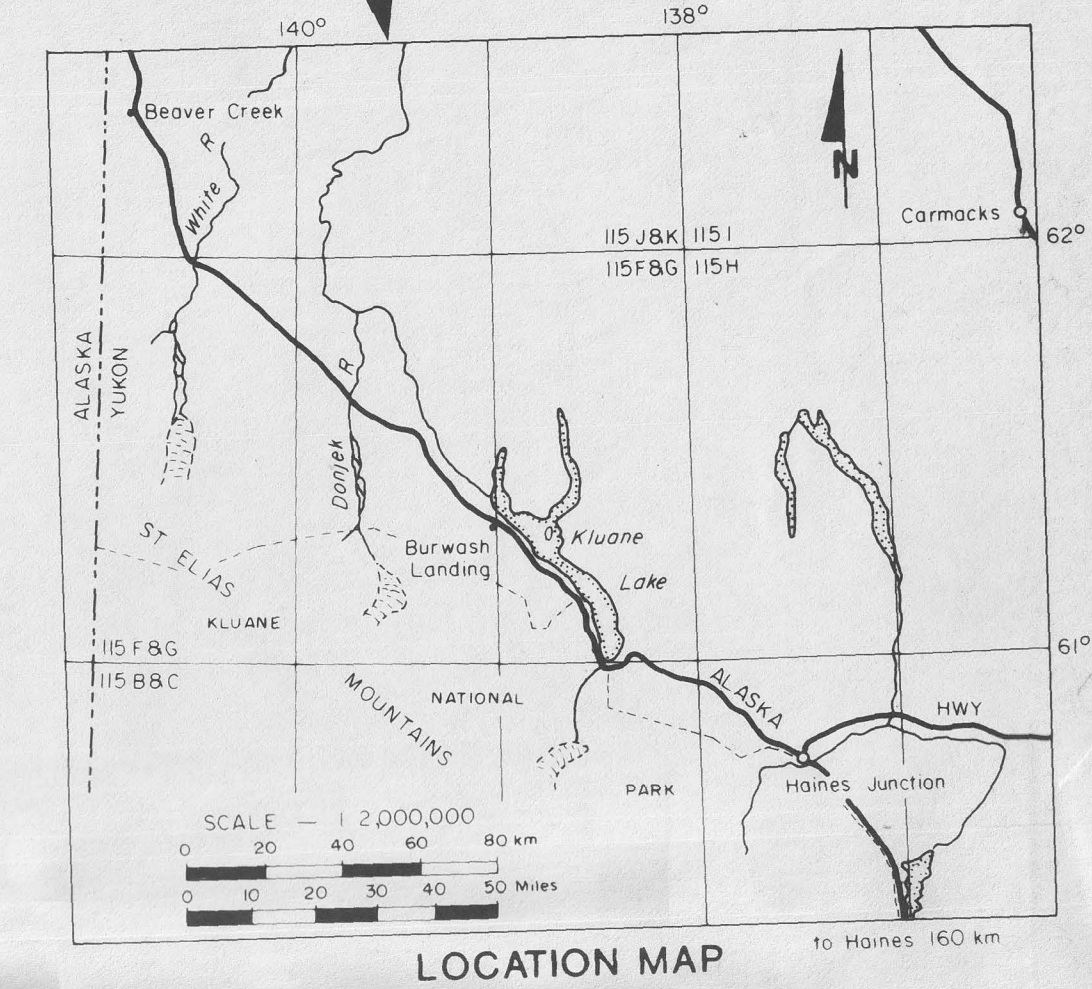 140°
138°
Beaver Creek
White R
N
Carmacks
115 J&K 115 I
62°
115 F&G 115H
ALASKA
YUKON
Donjek R
ST. ELIAS
Burwash
Landing
Kluane
Lake
KLUANE
115 F&G
61°
115 B&C
MOUNTAINS
NATIONAL
ALASKA
HWY
PARK
Haines Junction
SCALE — 1 2,000,000
0 20 40 60 80 km
0 10 20 30 40 50 Miles
to Haines 160 km
LOCATION MAP